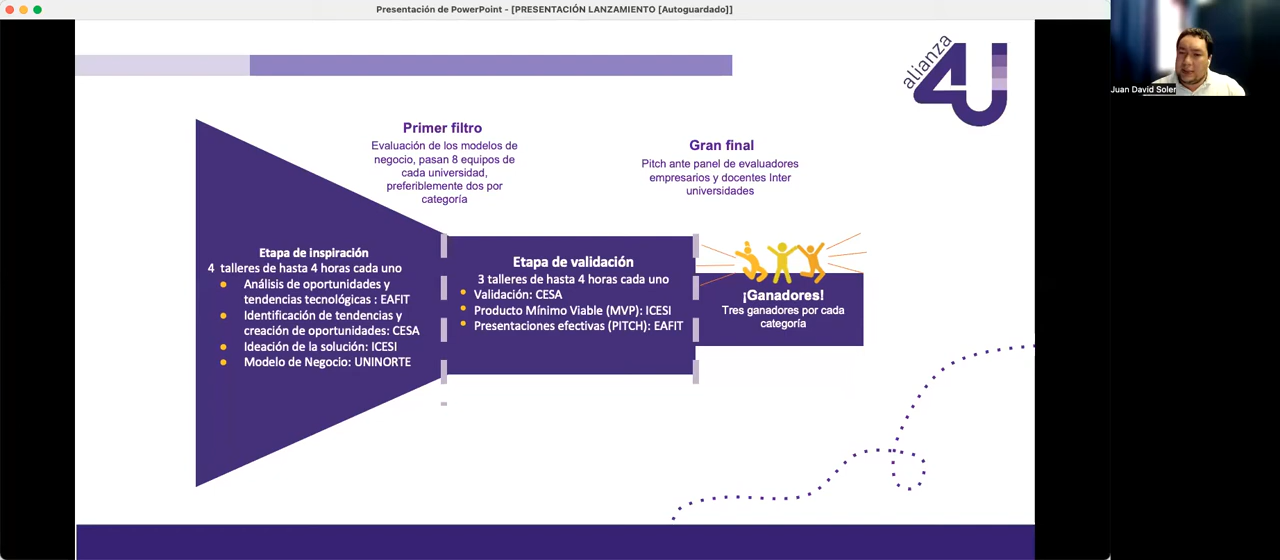 Presentación de PowerPoint - [PRESENTACIÓN LANZAMIENTO [Autoguardado]]
alianza
4U
Juan David Soler
Primer filtro
Evaluación de los modelos de
negocio, pasan 8 equipos de
cada universidad,
preferiblemente dos por
categoría
Gran final
Pitch ante panel de evaluadores
empresarios y docentes Inter
universidades
Etapa de inspiración
4 talleres de hasta 4 horas cada uno
● Análisis de oportunidades y
tendencias tecnológicas : EAFIT
● Identificación de tendencias y
creación de oportunidades: CESA
● Ideación de la solución: ICESI
● Modelo de Negocio: UNINORTE
Etapa de validación
3 talleres de hasta 4 horas cada uno
● Validación: CESA
● Producto Mínimo Viable (MVP): ICESI
● Presentaciones efectivas (PITCH): EAFIT
¡Ganadores!
Tres ganadores por cada
categoría